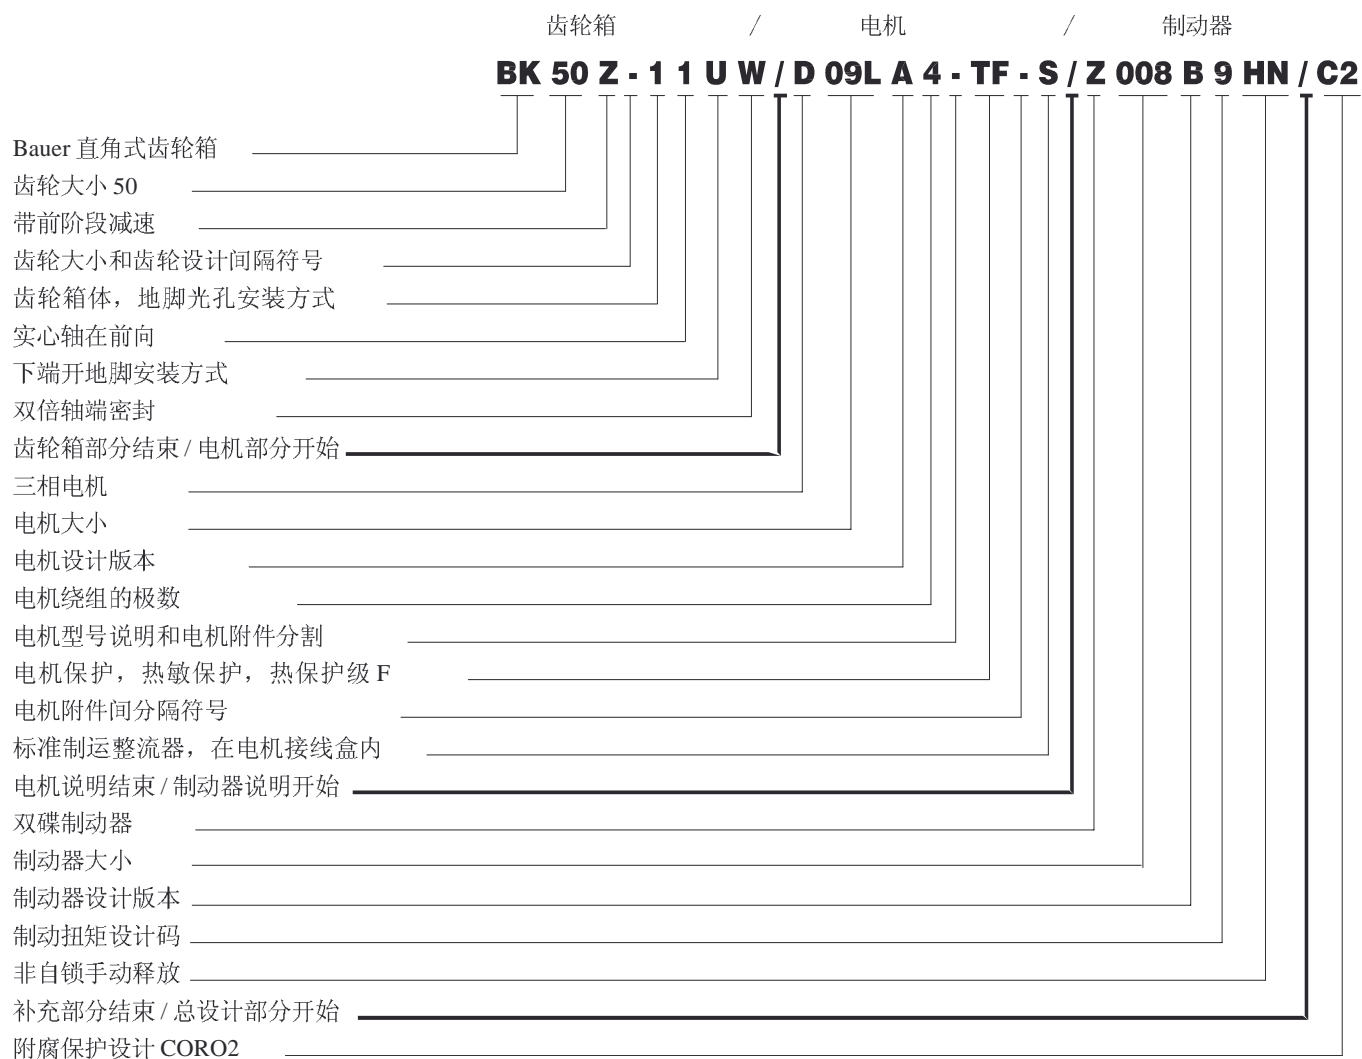 齿轮箱 / 电机 / 制动器
BK 50 Z - 1 1 U W / D 09L A 4 - TF - S / Z 008 B 9 HN / C2
Bauer 直角式齿轮箱
齿轮大小 50
带前阶段减速
齿轮大小和齿轮设计间隔符号
齿轮箱体，地脚光孔安装方式
实心轴在前向
下端开地脚安装方式
双倍轴端密封
齿轮箱部分结束 / 电机部分开始
三相电机
电机大小
电机设计版本
电机绕组的极数
电机型号说明和电机附件分割
电机保护，热敏保护，热保护级 F
电机附件间分隔符号
标准制运整流器，在电机接线盒内
电机说明结束 / 制动器说明开始
双碟制动器
制动器大小
制动器设计版本
制动扭矩设计码
非自锁手动释放
补充部分结束 / 总设计部分开始
附腐保护设计 CORO2